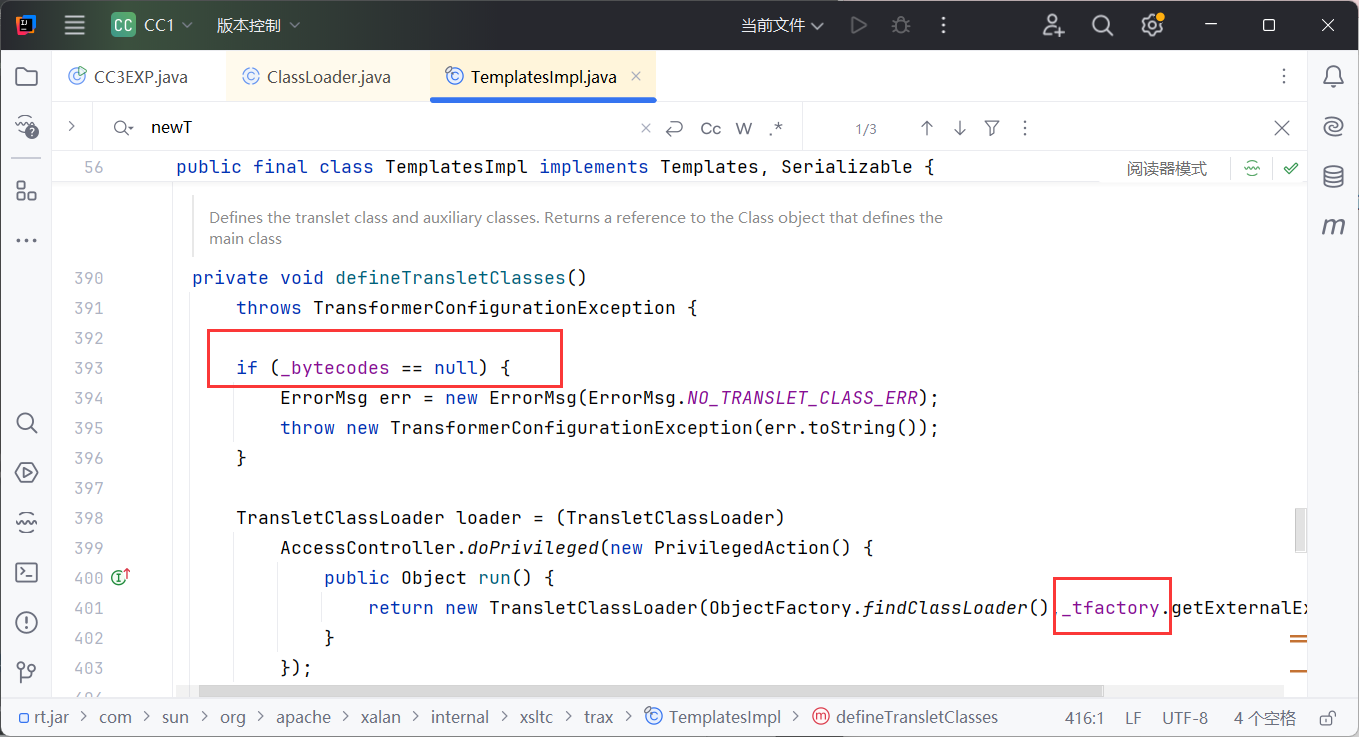 CC CC1 版本控制 当前文件
CC3EXP.java ClassLoader.java TemplatesImpl.java
newT Cc W .* 1/3
56 public final class TemplatesImpl implements Templates, Serializable { 阅读器模式
Defines the translet class and auxiliary classes. Returns a reference to the Class object that defines the
main class
390 private void defineTransletClasses()
391 throws TransformerConfigurationException {
392
393 if (_bytecodes == null) {
394 ErrorMsg err = new ErrorMsg(ErrorMsg.NO_TRANSLET_CLASS_ERR);
395 throw new TransformerConfigurationException(err.toString());
396 }
397
398 TransletClassLoader loader = (TransletClassLoader)
399 AccessController.doPrivileged(new PrivilegedAction() {
400 public Object run() {
401 return new TransletClassLoader(ObjectFactory.findClassLoader(),_tfactory.getExternalEx
402 }
403 });
rt.jar > com > sun > org > apache > xalan > internal > xsltc > trax > TemplatesImpl > defineTransletClasses 416:1 LF UTF-8 4 个空格